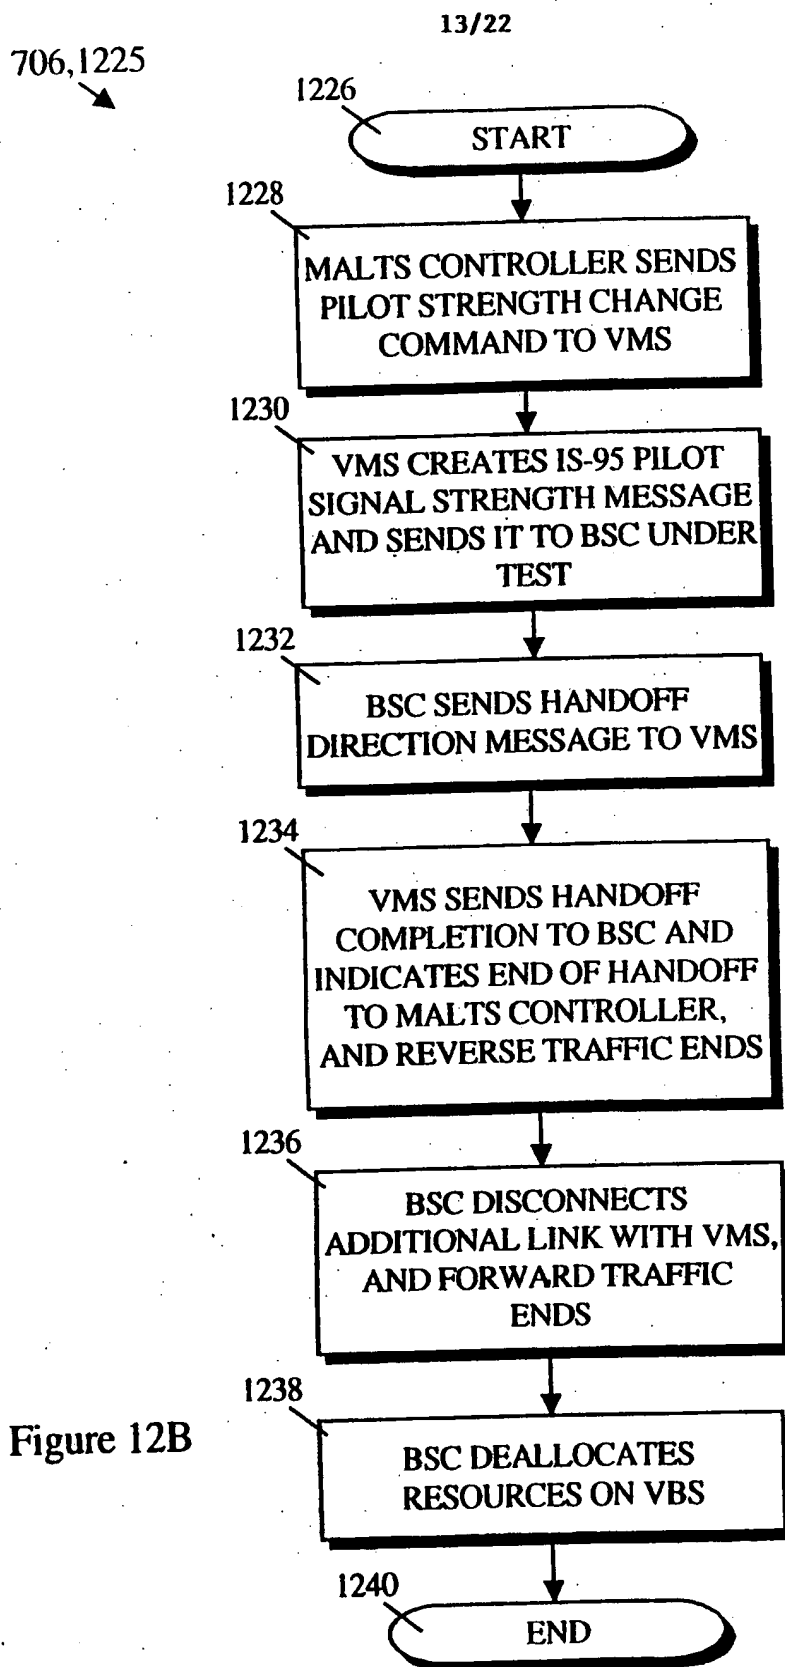 13/22
706,1225
1226
START
1228
MALTS CONTROLLER SENDS
PILOT STRENGTH CHANGE
COMMAND TO VMS
1230
VMS CREATES IS-95 PILOT
SIGNAL STRENGTH MESSAGE
AND SENDS IT TO BSC UNDER
TEST
1232
BSC SENDS HANDOFF
DIRECTION MESSAGE TO VMS
1234
VMS SENDS HANDOFF
COMPLETION TO BSC AND
INDICATES END OF HANDOFF
TO MALTS CONTROLLER,
AND REVERSE TRAFFIC ENDS
1236
BSC DISCONNECTS
ADDITIONAL LINK WITH VMS,
AND FORWARD TRAFFIC
ENDS
1238
Figure 12B
BSC DEALLOCATES
RESOURCES ON VBS
1240
END